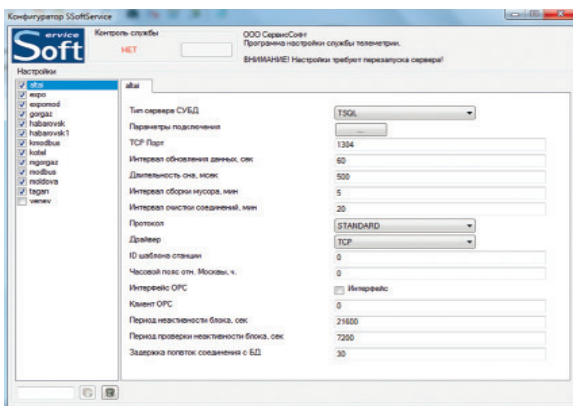 Конфигуратор SSoftService
ervice
Soft
Контроль службы
НЕТ
ООО СервисСофт
Программа настройки службы телеметрии.
ВНИМАНИЕ! Настройки требуют перезапуска сервера!
Настройки
altai
expo
expomod
gorgaz
habarovsk
habarovsk1
kmodbus
kotel
mgorgaz
modbus
moldova
tagan
venev
altai
Тип сервера СУБД
TSQL
Параметры подключения
...
TCP Порт
1304
Интервал обновления данных, сек
60
Длительность сна, мсек
500
Интервал сборки мусора, мин
5
Интервал очистки соединений, мин
20
Протокол
STANDARD
Драйвер
TCP
ID шаблона станции
0
Часовой пояс отн. Москвы, ч.
0
Интерфейс OPC
Интерфейс
Клиент OPC
0
Период неактивности блока, сек
21600
Период проверки неактивности блока, сек
7200
Задержка попыток соединения с БД
30